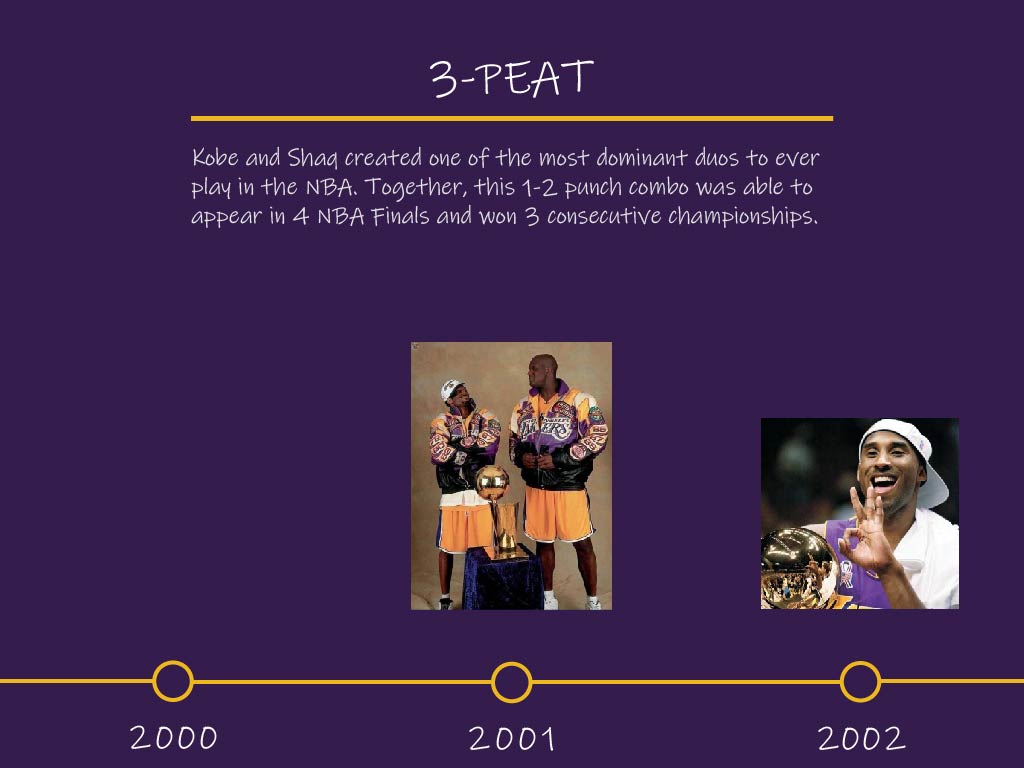 3-PEAT
Kobe and Shaq created one of the most dominant duos to ever
play in the NBA. Together, this 1-2 punch combo was able to
appear in 4 NBA Finals and won 3 consecutive championships.
LAKERS
2000
2001
2002